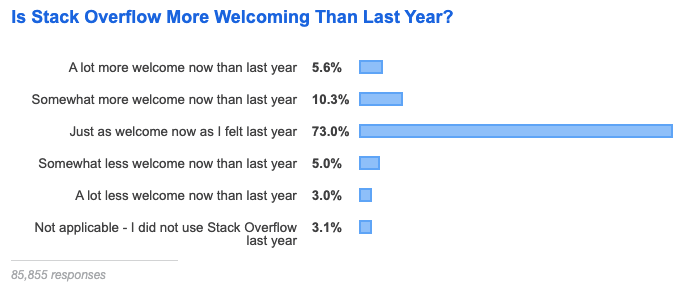 Is Stack Overflow More Welcoming Than Last Year?
A lot more welcome now than last year 5.6%
Somewhat more welcome now than last year 10.3%
Just as welcome now as I felt last year 73.0%
Somewhat less welcome now than last year 5.0%
A lot less welcome now than last year 3.0%
Not applicable - I did not use Stack Overflow 3.1%
last year
85,855 responses